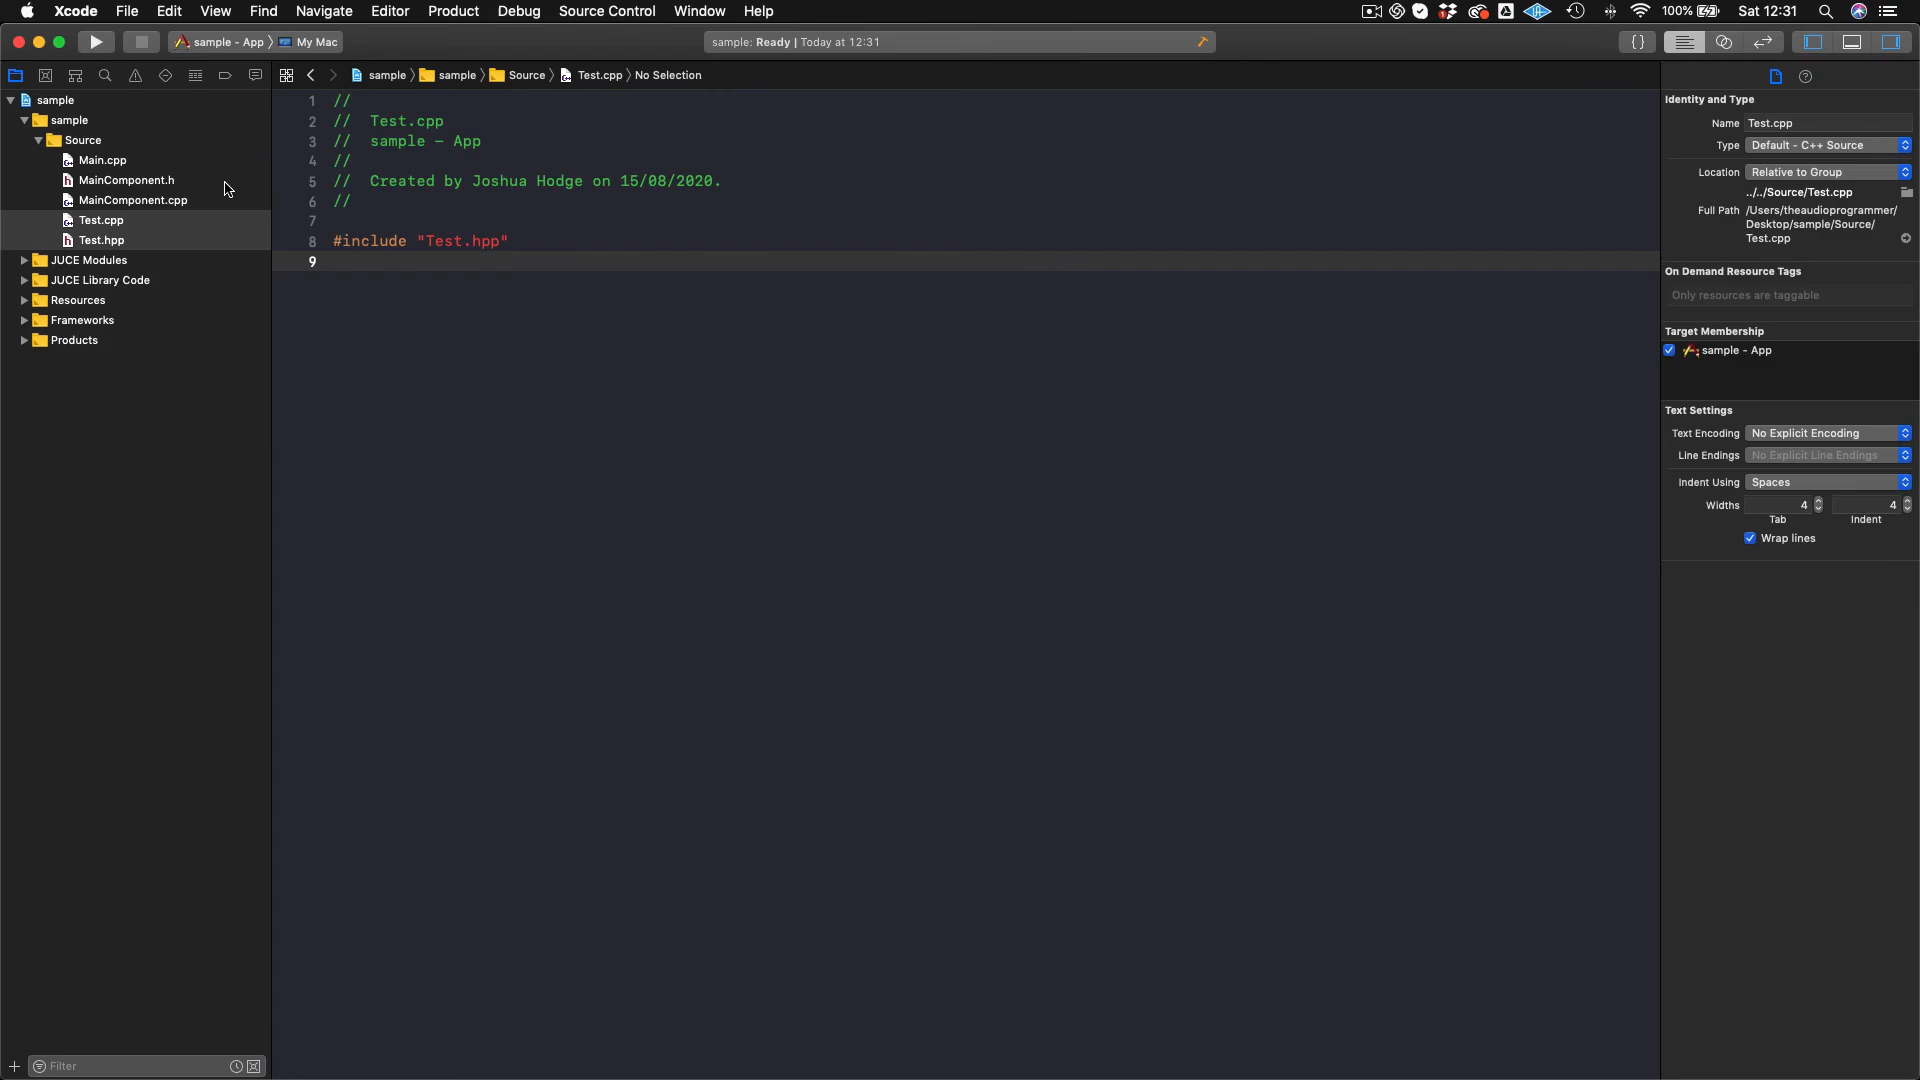 Xcode File Edit View Find Navigate Editor Product Debug Source Control Window Help 100% Sat 12:31
sample - App My Mac sample: Ready | Today at 12:31 {}
sample sample Source Test.cpp No Selection
sample
sample
Source
Main.cpp
MainComponent.h
MainComponent.cpp
Test.cpp
Test.hpp
JUCE Modules
JUCE Library Code
Resources
Frameworks
Products
Filter
1 //
2 // Test.cpp
3 // sample - App
4 //
5 // Created by Joshua Hodge on 15/08/2020.
6 //
7
8 #include "Test.hpp"
9
Identity and Type
Name Test.cpp
Type Default - C++ Source
Location Relative to Group
../../Source/Test.cpp
Full Path /Users/theaudioprogrammer/
Desktop/sample/Source/
Test.cpp
On Demand Resource Tags
Only resources are taggable
Target Membership
sample - App
Text Settings
Text Encoding No Explicit Encoding
Line Endings No Explicit Line Endings
Indent Using Spaces
Widths 4 4
Tab Indent
Wrap lines